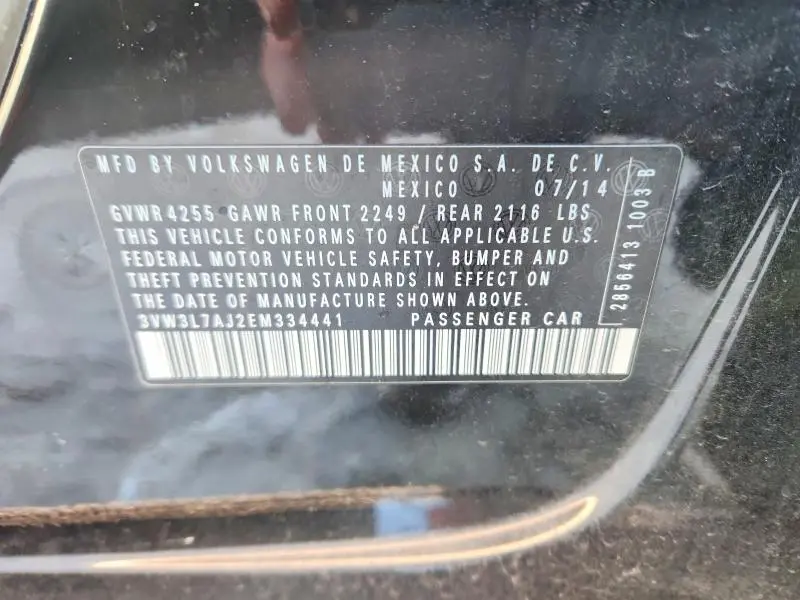 MFD BY VOLKSWAGEN DE MEXICO S.A. DE C.V.
MEXICO 07/14
GVWR 4255 GAWR FRONT 2249 / REAR 2116 LBS
THIS VEHICLE CONFORMS TO ALL APPLICABLE U.S.
FEDERAL MOTOR VEHICLE SAFETY, BUMPER AND
THEFT PREVENTION STANDARDS IN EFFECT ON
THE DATE OF MANUFACTURE SHOWN ABOVE.
3VW3L7AJ2EM334441 PASSENGER CAR
2866413 1003 B